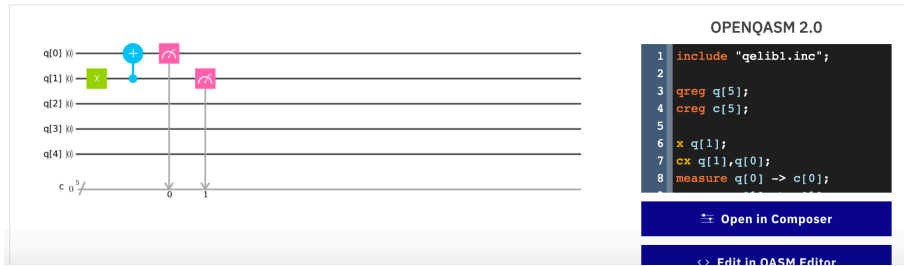 OPENQASM 2.0
q[0] |0⟩
q[1] |0⟩ X
q[2] |0⟩
q[3] |0⟩
q[4] |0⟩
c 0 5
0 1
1 include "qelib1.inc";
2
3 qreg q[5];
4 creg c[5];
5
6 x q[1];
7 cx q[1],q[0];
8 measure q[0] -> c[0];
Open in Composer
<> Edit in QASM Editor